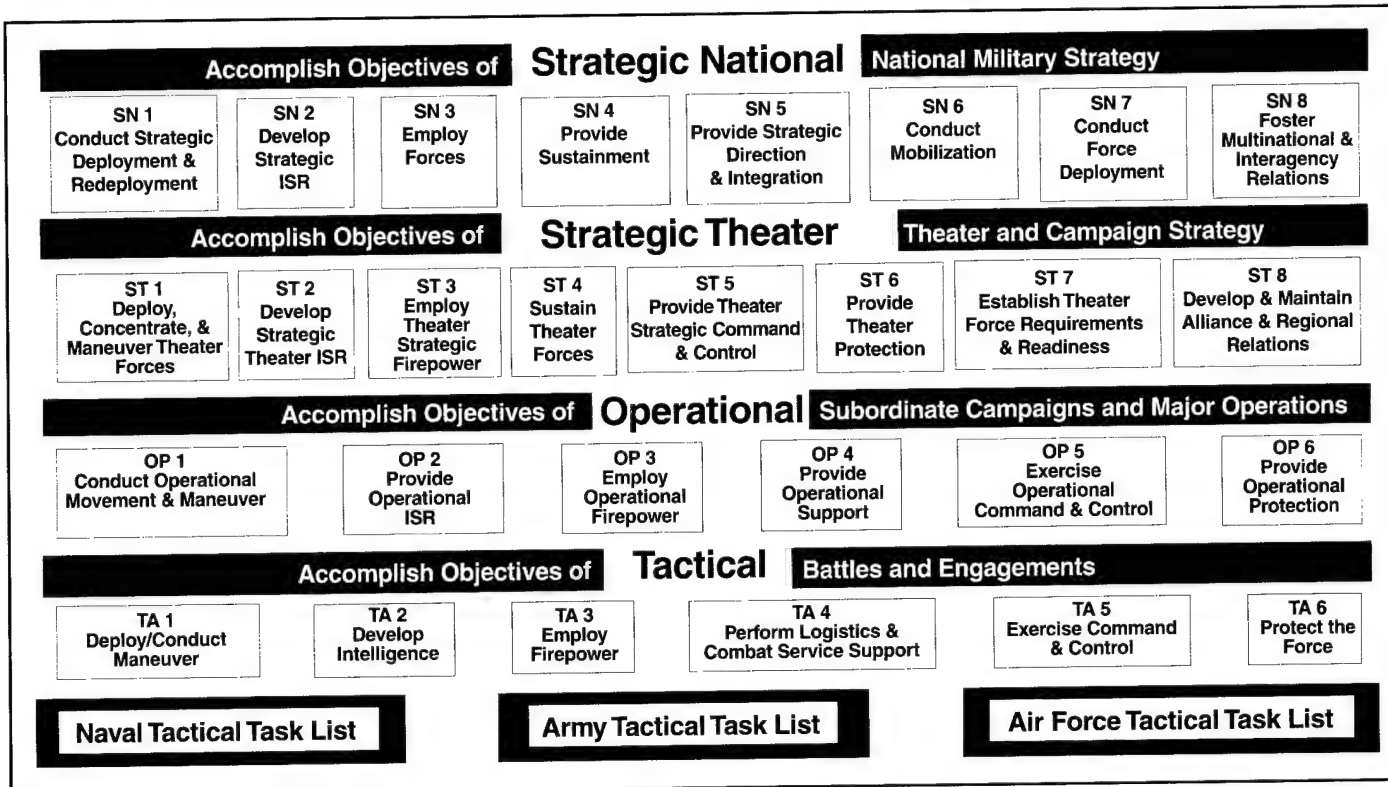 Accomplish Objectives of Strategic National National Military Strategy
SN 1
Conduct Strategic
Deployment &
Redeployment
SN 2
Develop
Strategic
ISR
SN 3
Employ
Forces
SN 4
Provide
Sustainment
SN 5
Provide Strategic
Direction
& Integration
SN 6
Conduct
Mobilization
SN 7
Conduct
Force
Deployment
SN 8
Foster
Multinational &
Interagency
Relations
Accomplish Objectives of Strategic Theater Theater and Campaign Strategy
ST 1
Deploy,
Concentrate, &
Maneuver Theater
Forces
ST 2
Develop
Strategic
Theater ISR
ST 3
Employ
Theater
Strategic
Firepower
ST 4
Sustain
Theater
Forces
ST 5
Provide Theater
Strategic Command
& Control
ST 6
Provide
Theater
Protection
ST 7
Establish Theater
Force Requirements
& Readiness
ST 8
Develop & Maintain
Alliance & Regional
Relations
Accomplish Objectives of Operational Subordinate Campaigns and Major Operations
OP 1
Conduct Operational
Movement & Maneuver
OP 2
Provide
Operational
ISR
OP 3
Employ
Operational
Firepower
OP 4
Provide
Operational
Support
OP 5
Exercise
Operational
Command & Control
OP 6
Provide
Operational
Protection
Accomplish Objectives of Tactical Battles and Engagements
TA 1
Deploy/Conduct
Maneuver
TA 2
Develop
Intelligence
TA 3
Employ
Firepower
TA 4
Perform Logistics &
Combat Service Support
TA 5
Exercise Command
& Control
TA 6
Protect the
Force
Naval Tactical Task List
Army Tactical Task List
Air Force Tactical Task List